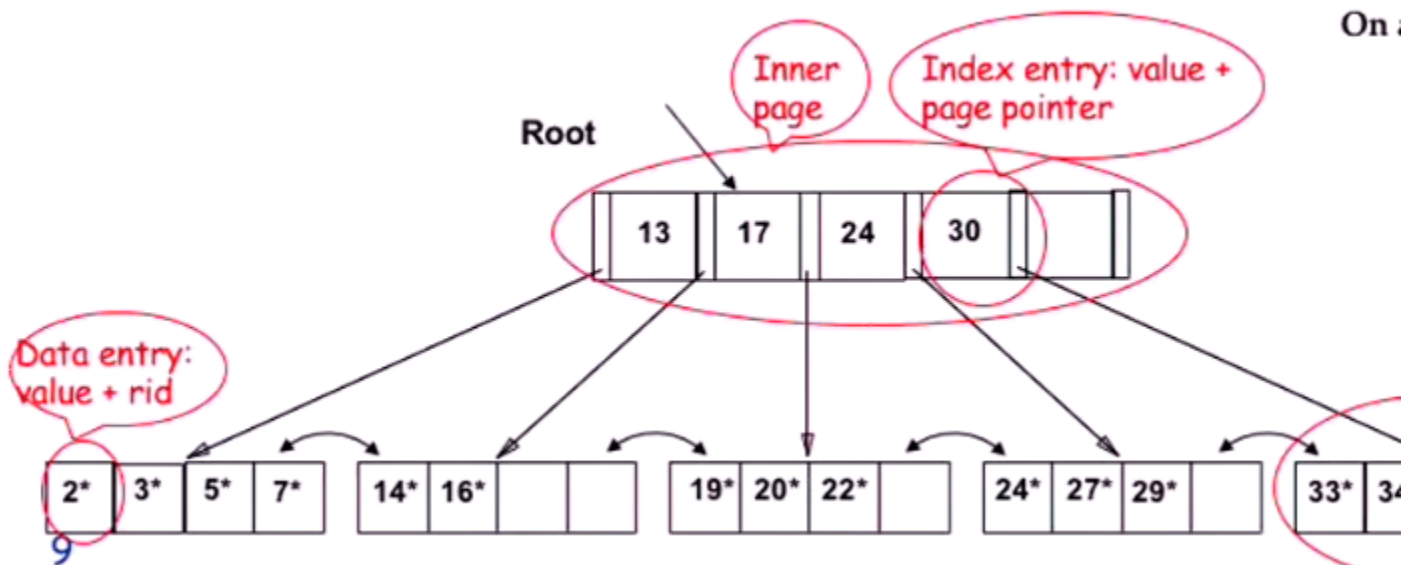 On a
Inner
page
Index entry: value +
page pointer
Root
13 17 24 30
Data entry:
value + rid
2* 3* 5* 7* 14* 16* 19* 20* 22* 24* 27* 29* 33* 34
9